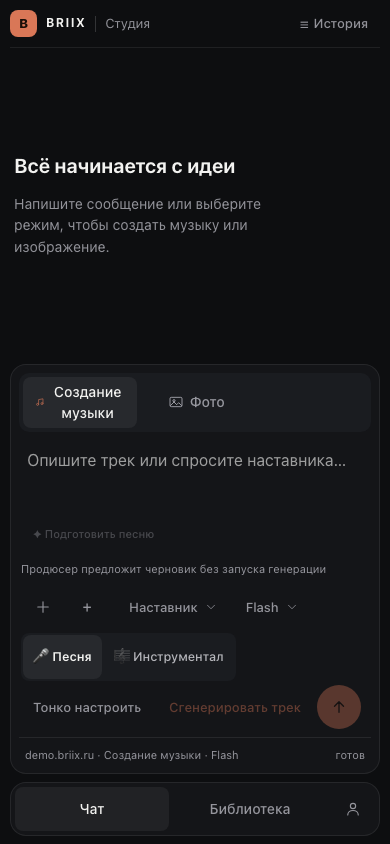 B BRIIX Студия ≡ История
Всё начинается с идеи
Напишите сообщение или выберите
режим, чтобы создать музыку или
изображение.
Создание
музыки
Фото
Опишите трек или спросите наставника...
✦ Подготовить песню
Продюсер предложит черновик без запуска генерации
+ + Наставник Flash
🎤 Песня 🎼 Инструментал
Тонко настроить Сгенерировать трек ↑
demo.briix.ru · Создание музыки · Flash готов
Чат Библиотека